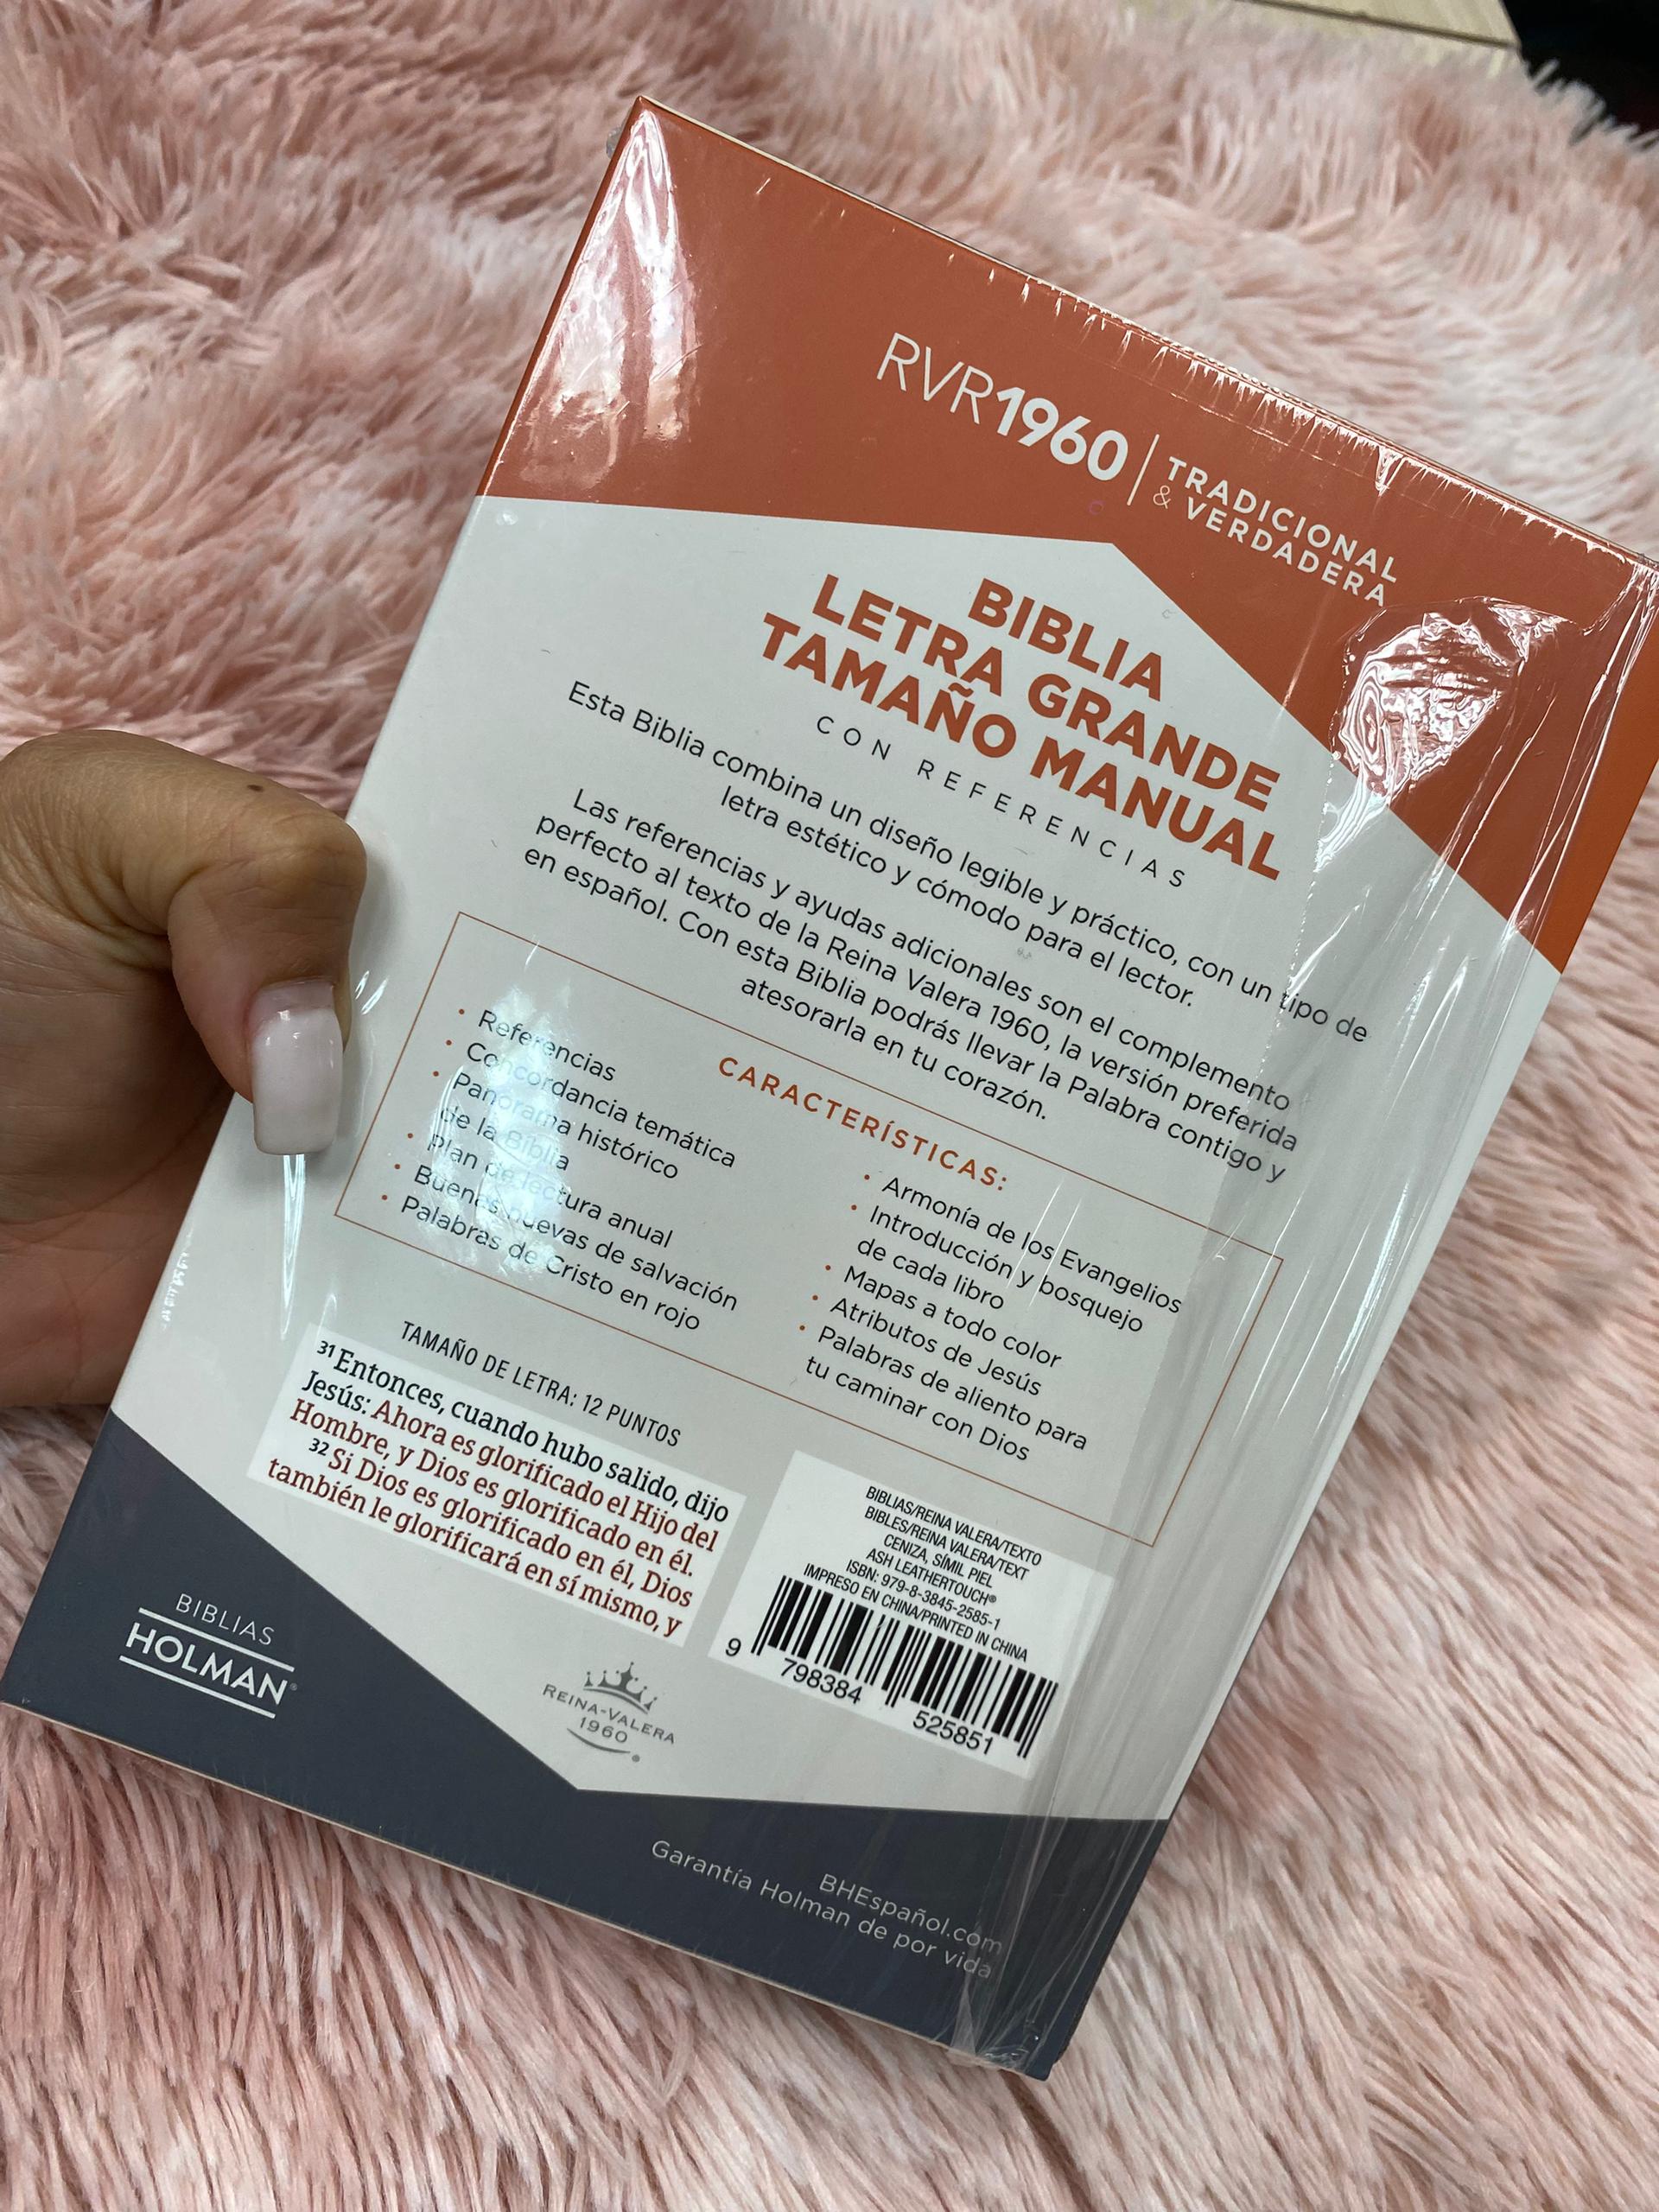 RVR1960 | TRADICIONAL
& VERDADERA
BIBLIA
LETRA GRANDE
TAMAÑO MANUAL
CON REFERENCIAS
Esta Biblia combina un diseño legible y práctico, con un tipo de
letra estético y cómodo para el lector.
Las referencias y ayudas adicionales son el complemento
perfecto al texto de la Reina Valera 1960, la versión preferida
en español. Con esta Biblia podrás llevar la Palabra contigo y
atesorarla en tu corazón.
CARACTERÍSTICAS:
• Referencias
• Concordancia temática
• Panorama histórico
de la Biblia
• Plan de lectura anual
• Buenas nuevas de salvación
• Palabras de Cristo en rojo
• Armonía de los Evangelios
• Introducción y bosquejo
de cada libro
• Mapas a todo color
• Atributos de Jesús
• Palabras de aliento para
tu caminar con Dios
TAMAÑO DE LETRA: 12 PUNTOS
31 Entonces, cuando hubo salido, dijo
Jesús: Ahora es glorificado el Hijo del
Hombre, y Dios es glorificado en él.
32 Si Dios es glorificado en él, Dios
también le glorificará en sí mismo, y
BIBLIAS/REINA VALERA/TEXTO
BIBLES/REINA VALERA/TEXT
CENIZA, SÍMIL PIEL
ASH LEATHERTOUCH®
ISBN: 979-8-3845-2585-1
IMPRESO EN CHINA/PRINTED IN CHINA
9 798384 525851
BIBLIAS
HOLMAN®
REINA-VALERA
1960
BHEspañol.com
Garantía Holman de por vida